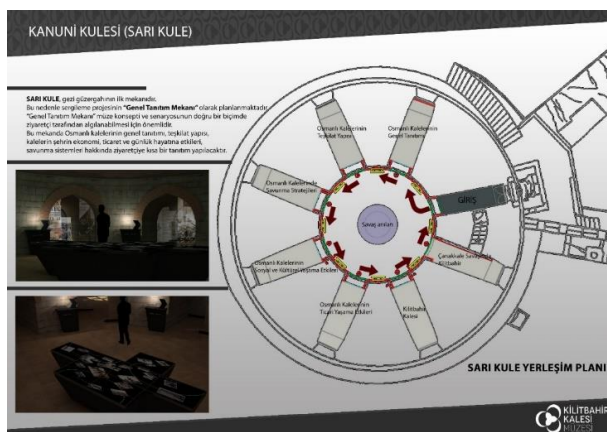 KANUNİ KULESİ (SARI KULE)
SARI KULE, gezi güzergahının ilk mekanıdır.
Bu nedenle sergileme projesinin "Genel Tanıtım Mekanı" olarak planlanmaktadır.
"Genel Tanıtım Mekanı" müze konsepti ve senaryosunun doğru bir biçimde
ziyaretçi tarafından algılanabilmesi için önemlidir.
Bu mekanda Osmanlı kalelerinin genel tanıtımı, teşkilat yapısı,
kalelerin şehrin ekonomi, ticaret ve günlük hayatına etkileri,
savunma sistemleri hakkında ziyaretçiye kısa bir tanıtım yapılacaktır.
Osmanlı Kalelerinin
Teşkilat Yapısı
Osmanlı Kalelerinin
Genel Tanıtımı
Osmanlı Kalelerinde
Savunma Stratejileri
GİRİŞ
Savaş anıları
Osmanlı Kalelerinin
Sosyal ve Kültürel Yaşama Etkileri
Çanakkale Savaşında
Kilitbahir
Osmanlı Kalelerinin
Ticari Yaşama Etkileri
Kilitbahir
Kalesi
SARI KULE YERLEŞİM PLANI
KİLİTBAHİR
KALESİ
MÜZESİ